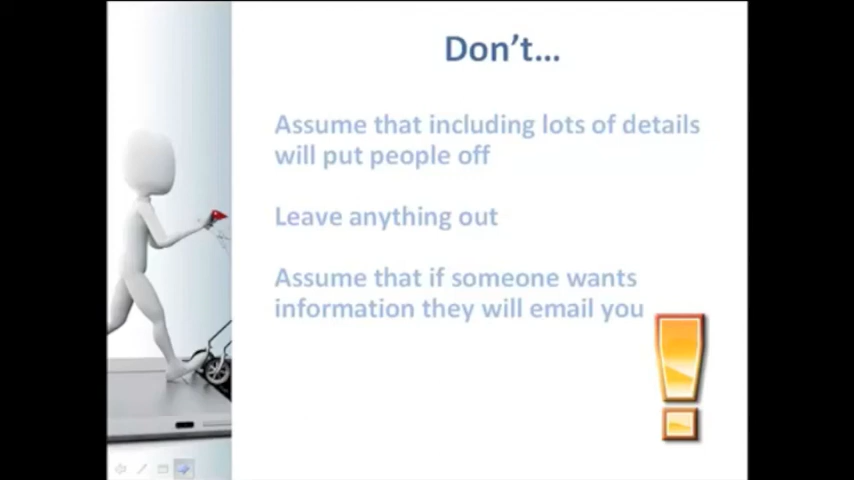 Don’t...
Assume that including lots of details
will put people off
Leave anything out
Assume that if someone wants
information they will email you